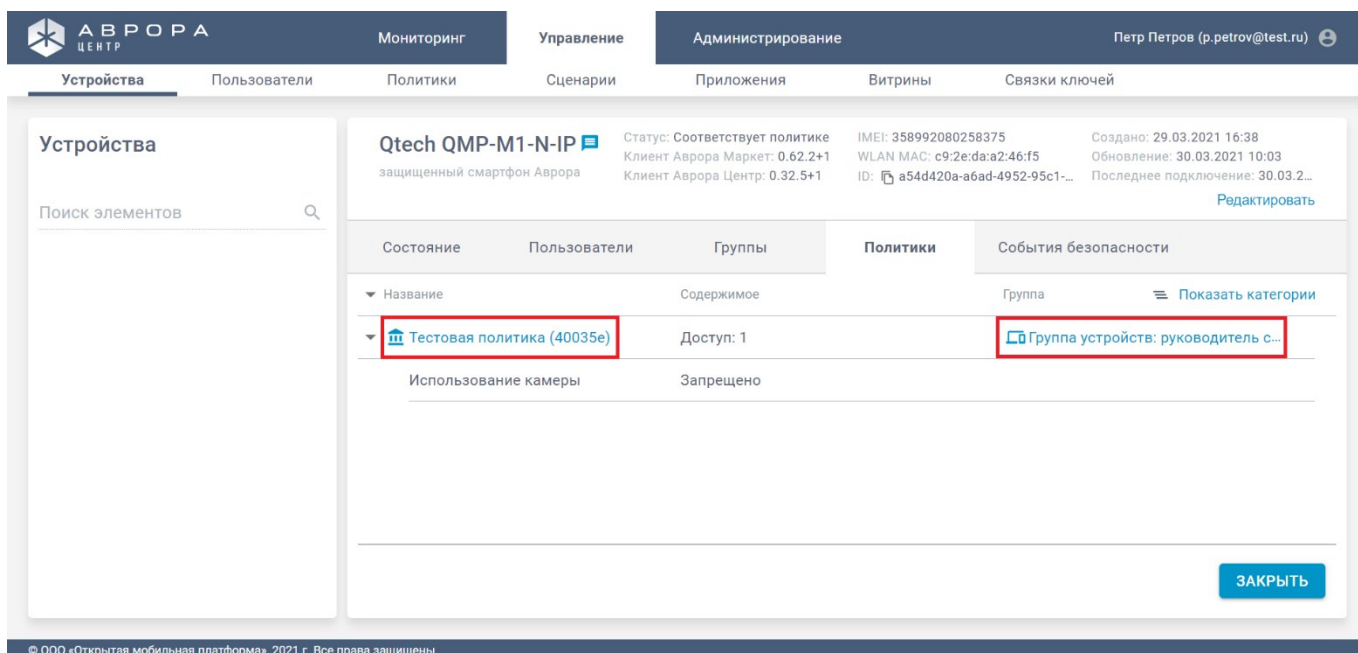 АВРОРА
ЦЕНТР
Мониторинг Управление Администрирование Петр Петров (p.petrov@test.ru)
Устройства Пользователи Политики Сценарии Приложения Витрины Связки ключей
Устройства
Поиск элементов
Qtech QMP-M1-N-IP
защищенный смартфон Аврора
Статус: Соответствует политике
Клиент Аврора Маркет: 0.62.2+1
Клиент Аврора Центр: 0.32.5+1
IMEI: 358992080258375
WLAN MAC: c9:2e:da:a2:46:f5
ID: a54d420a-a6ad-4952-95c1-...
Создано: 29.03.2021 16:38
Обновление: 30.03.2021 10:03
Последнее подключение: 30.03.2...
Редактировать
Состояние Пользователи Группы Политики События безопасности
Название Содержимое Группа Показать категории
Тестовая политика (40035e) Доступ: 1 Группа устройств: руководитель с...
Использование камеры Запрещено
ЗАКРЫТЬ
© ООО «Открытая мобильная платформа», 2021 г. Все права защищены